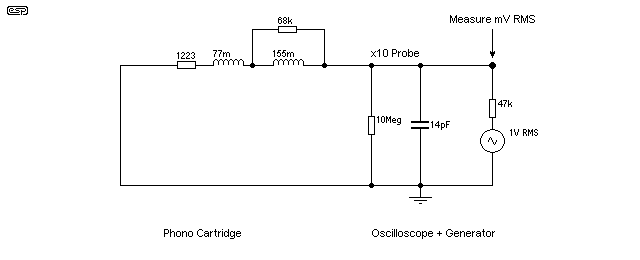 esp
Measure mV RMS
68k
1223
77m
155m
x10 Probe
47k
10Meg
14pF
1V RMS
Phono Cartridge
Oscilloscope + Generator